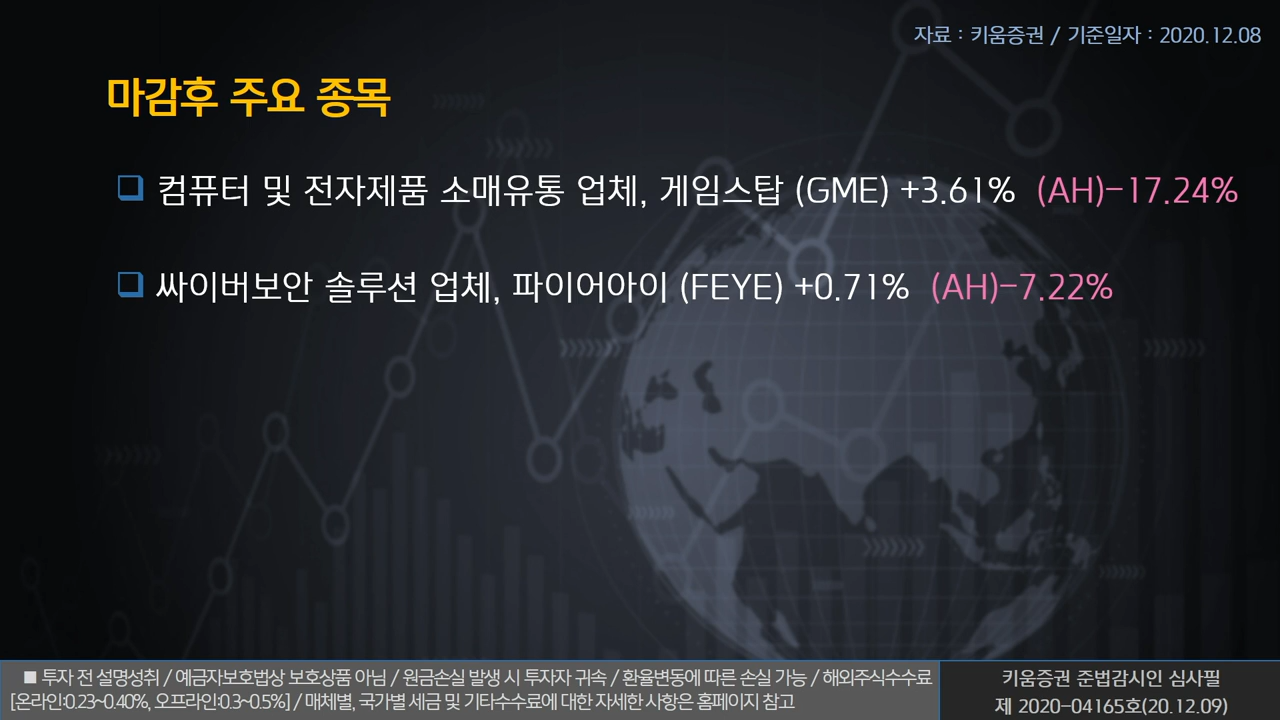 자료 : 키움증권 / 기준일자 : 2020.12.08
마감후 주요 종목
❑ 컴퓨터 및 전자제품 소매유통 업체, 게임스탑 (GME) +3.61% (AH)-17.24%
❑ 싸이버보안 솔루션 업체, 파이어아이 (FEYE) +0.71% (AH)-7.22%
■ 투자 전 설명청취 / 예금자보호법상 보호상품 아님 / 원금손실 발생 시 투자자 귀속 / 환율변동에 따른 손실 가능 / 해외주식수수료
[온라인:0.23~0.40%, 오프라인:0.3~0.5%] / 매체별, 국가별 세금 및 기타수수료에 대한 자세한 사항은 홈페이지 참고
키움증권 준법감시인 심사필
제 2020-04165호(20.12.09)